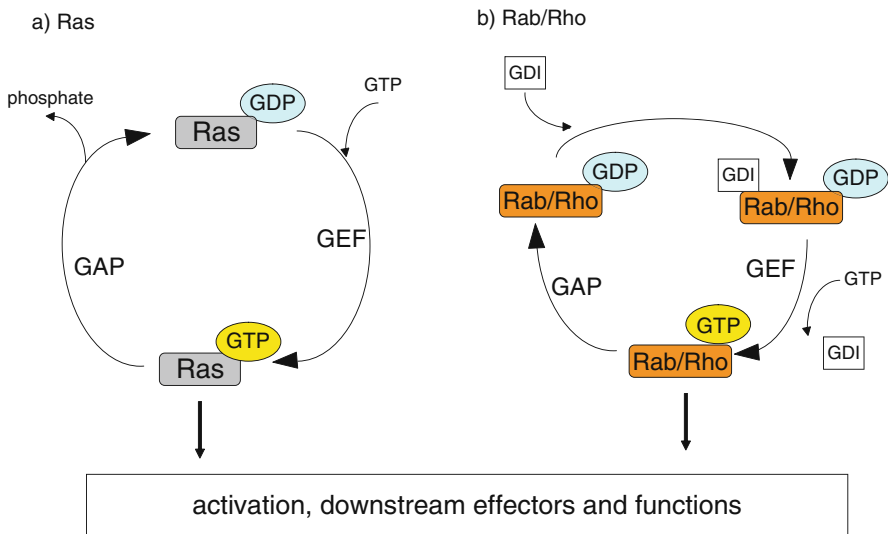 a) Ras
phosphate
GDP
Ras
GTP
GAP
GEF
GTP
Ras
b) Rab/Rho
GDI
GDP
Rab/Rho
GDI
GDP
Rab/Rho
GAP
GEF
GTP
GTP
Rab/Rho
GDI
activation, downstream effectors and functions